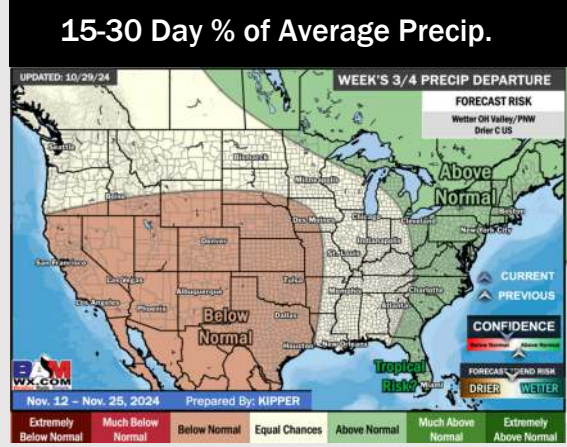 15-30 Day % of Average Precip.
UPDATED: 10/29/24
WEEK'S 3/4 PRECIP DEPARTURE
FORECAST RISK
Wetter OH Valley/PNW
Drier C US
Seattle
Bismarck
Minneapolis
Above
Normal
Boise
Boston
Des Moines
Chicago
Cleveland
New York City
Denver
Indianapolis
San Francisco
St. Louis
Las Vegas
CURRENT
Tulsa
Charlotte
Albuquerque
Memphis
PREVIOUS
Los Angeles
Phoenix
Atlanta
Below
Normal
Dallas
CONFIDENCE
Below Normal
Above Normal
Houston
New Orleans
Tropical
Risk?
Miami
FORECAST TREND RISK
DRIER
WETTER
BAM
WX.COM
Nov. 12 – Nov. 25, 2024
Prepared By: KIPPER
Extremely
Below Normal
Much Below
Normal
Below Normal
Equal Chances
Above Normal
Much Above
Normal
Extremely
Above Normal